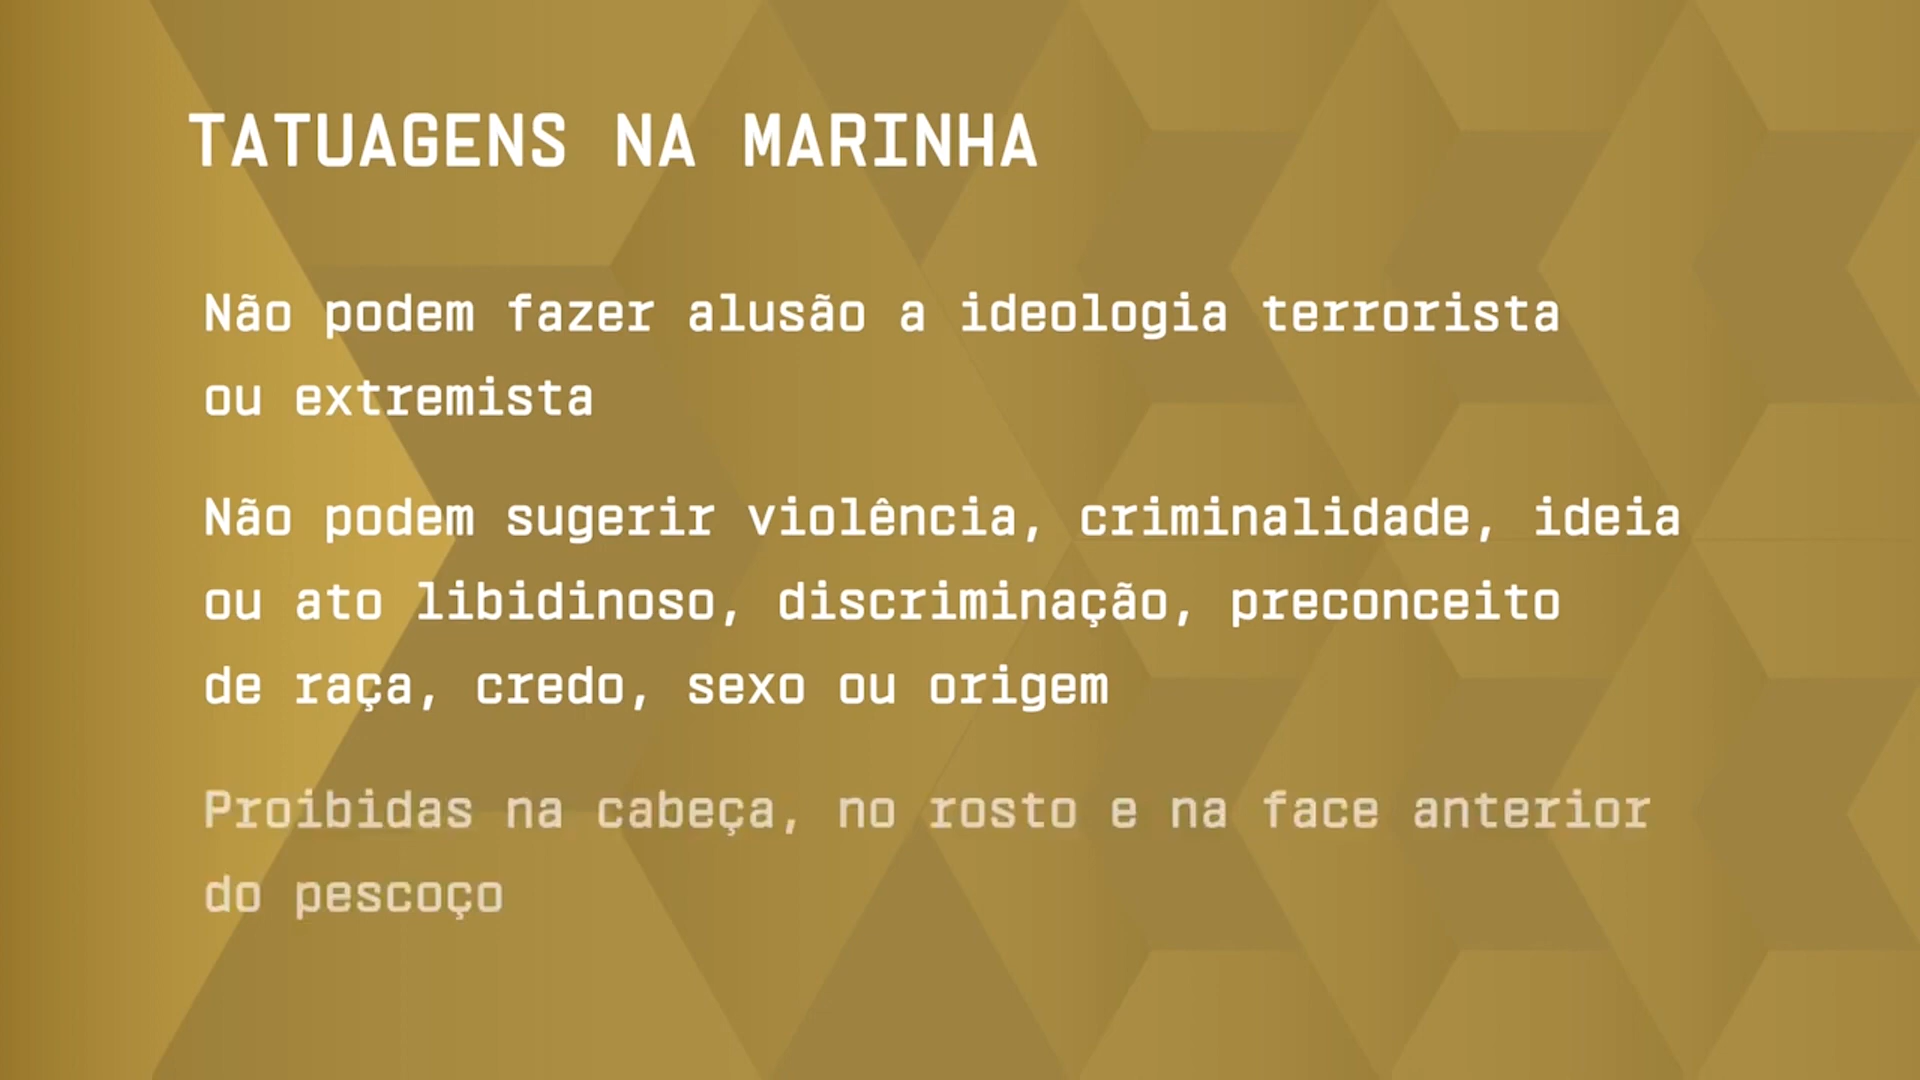 TATUAGENS NA MARINHA
Não podem fazer alusão a ideologia terrorista
ou extremista
Não podem sugerir violência, criminalidade, ideia
ou ato libidinoso, discriminação, preconceito
de raça, credo, sexo ou origem
Proibidas na cabeça, no rosto e na face anterior
do pescoço